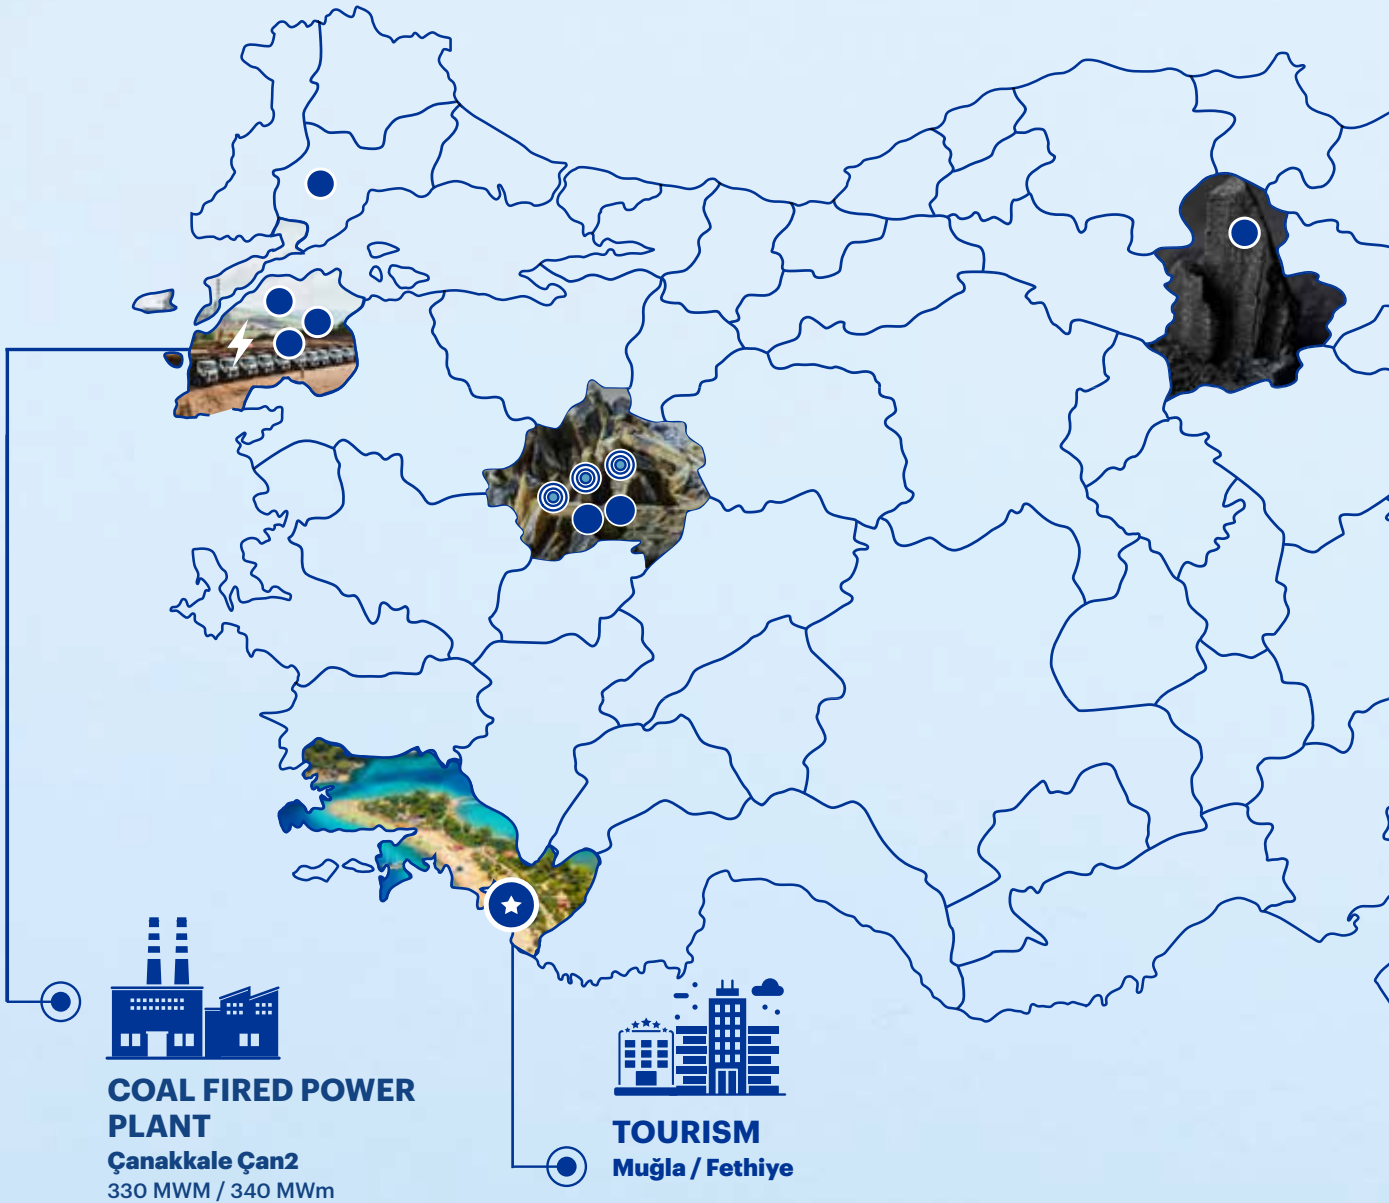 COAL FIRED POWER
PLANT
Çanakkale Çan2
330 MWM / 340 MWm
TOURISM
Muğla / Fethiye